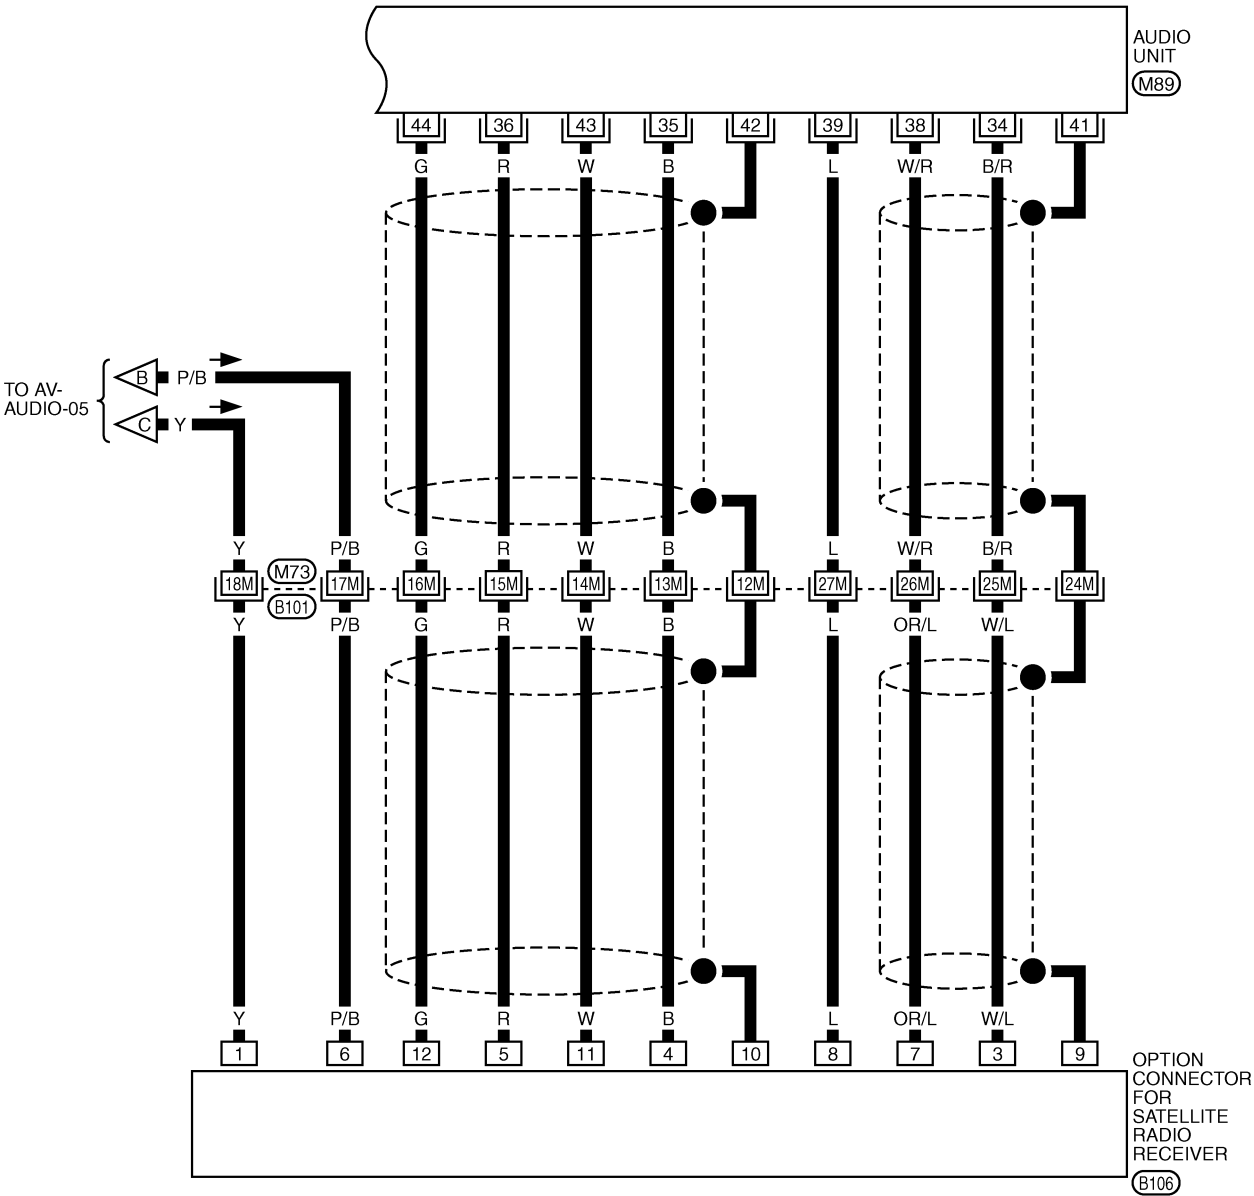 AUDIO
UNIT
M89
44 36 43 35 42 39 38 34 41
G R W B L W/R B/R
TO AV-
AUDIO-05
B P/B
C Y
Y P/B G R W B L W/R B/R
M73
18M 17M 16M 15M 14M 13M 12M 27M 26M 25M 24M
B101
Y P/B G R W B L OR/L W/L
Y P/B G R W B L OR/L W/L
1 6 12 5 11 4 10 8 7 3 9
OPTION
CONNECTOR
FOR
SATELLITE
RADIO
RECEIVER
B106